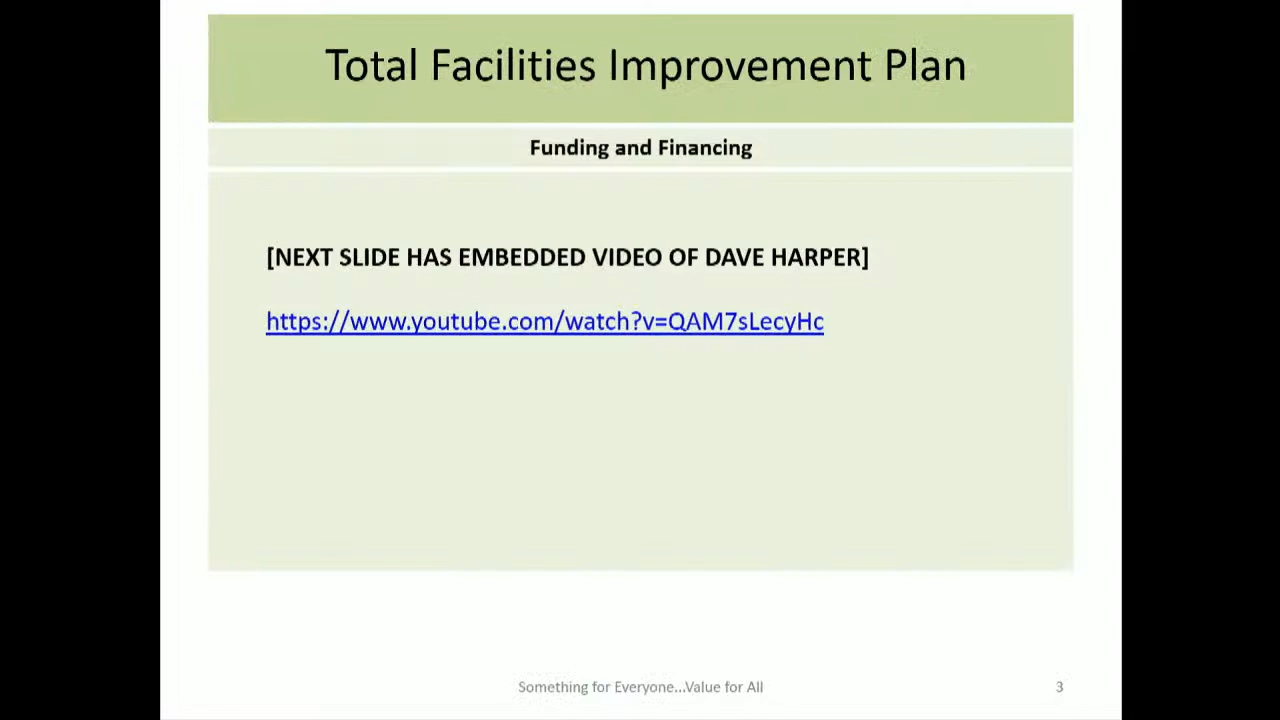 Total Facilities Improvement Plan
Funding and Financing
[NEXT SLIDE HAS EMBEDDED VIDEO OF DAVE HARPER]
https://www.youtube.com/watch?v=QAM7sLecyHc
Something for Everyone...Value for All
3